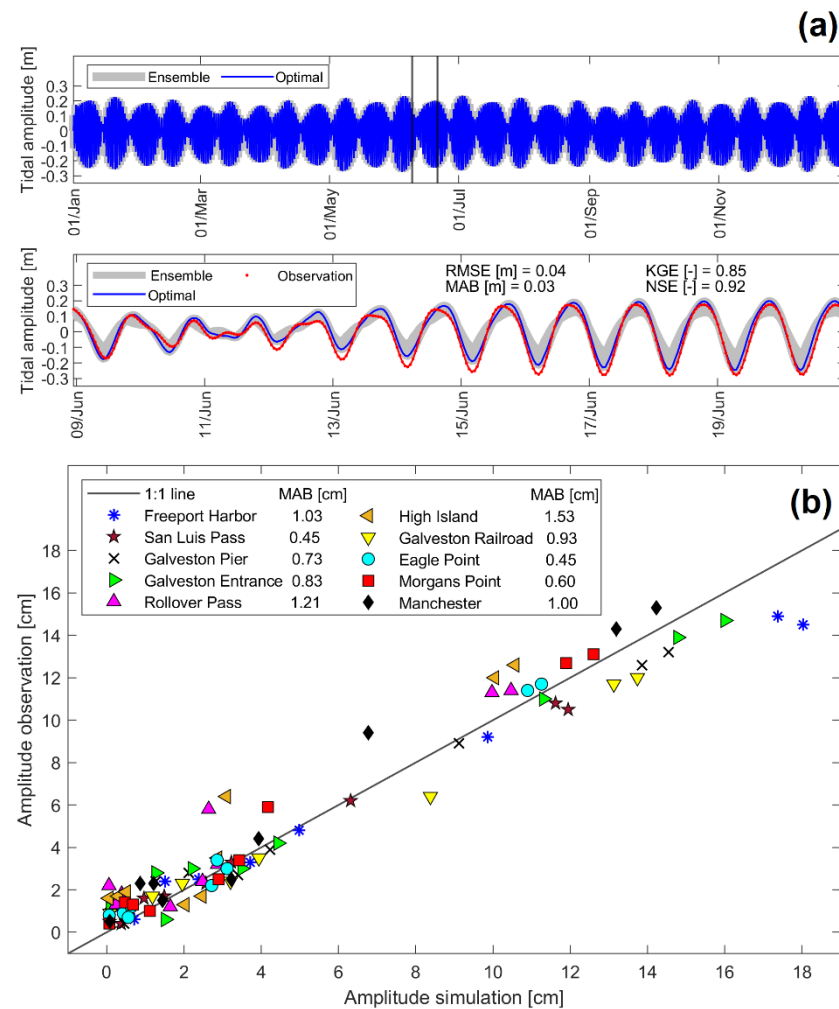 (a)
Tidal amplitude [m]
0.3
0.2
0.1
0
-0.1
-0.2
-0.3
Ensemble Optimal
01/Jan 01/Mar 01/May 01/Jul 01/Sep 01/Nov
Tidal amplitude [m]
0.3
0.2
0.1
0
-0.1
-0.2
-0.3
Ensemble Observation
Optimal
RMSE [m] = 0.04 KGE [-] = 0.85
MAB [m] = 0.03 NSE [-] = 0.92
09/Jun 11/Jun 13/Jun 15/Jun 17/Jun 19/Jun
(b)
1:1 line MAB [cm] MAB [cm]
Freeport Harbor 1.03 High Island 1.53
San Luis Pass 0.45 Galveston Railroad 0.93
Galveston Pier 0.73 Eagle Point 0.45
Galveston Entrance 0.83 Morgans Point 0.60
Rollover Pass 1.21 Manchester 1.00
Amplitude observation [cm]
18
16
14
12
10
8
6
4
2
0
0 2 4 6 8 10 12 14 16 18
Amplitude simulation [cm]